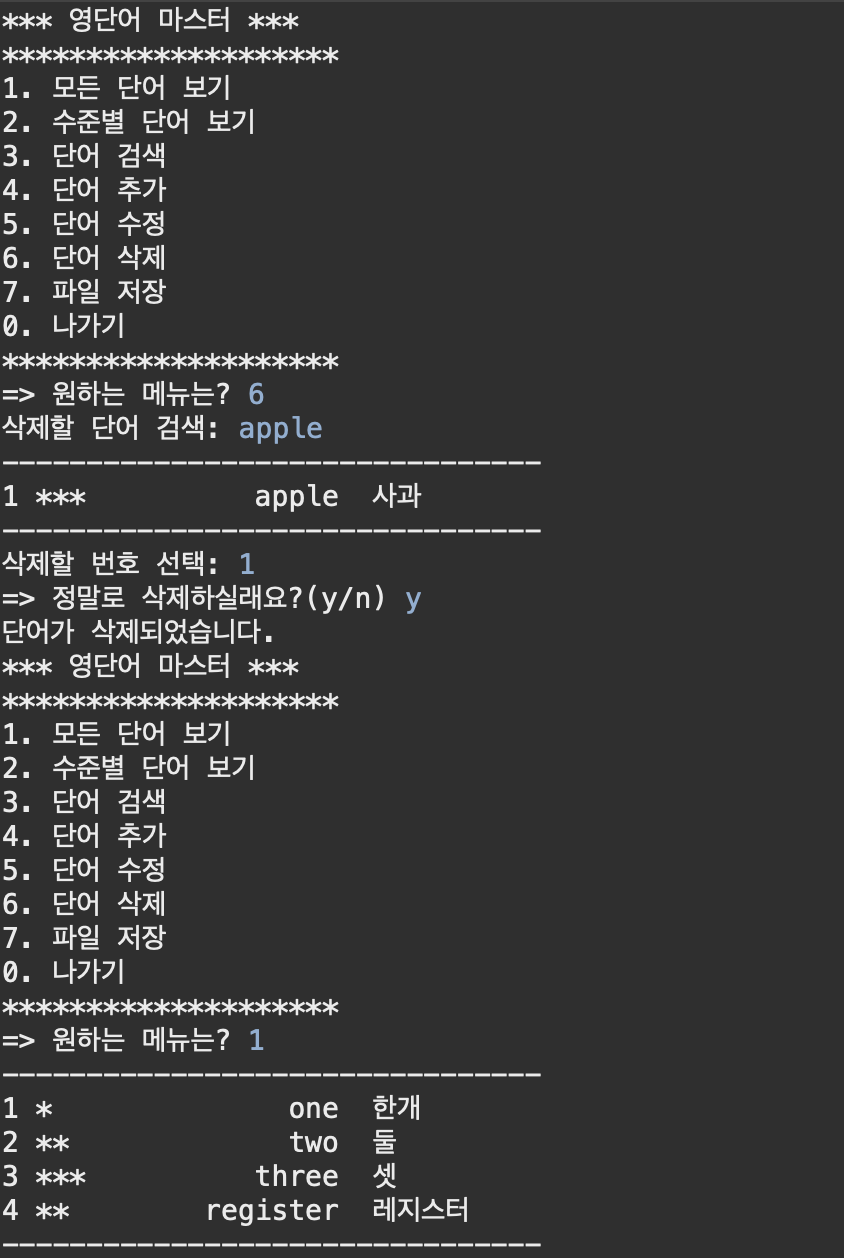 *** 영단어 마스터 ***
********************
1. 모든 단어 보기
2. 수준별 단어 보기
3. 단어 검색
4. 단어 추가
5. 단어 수정
6. 단어 삭제
7. 파일 저장
0. 나가기
********************
=> 원하는 메뉴는? 6
삭제할 단어 검색: apple
--------------------------------
1 ***          apple  사과
--------------------------------
삭제할 번호 선택: 1
=> 정말로 삭제하실래요?(y/n) y
단어가 삭제되었습니다.
*** 영단어 마스터 ***
********************
1. 모든 단어 보기
2. 수준별 단어 보기
3. 단어 검색
4. 단어 추가
5. 단어 수정
6. 단어 삭제
7. 파일 저장
0. 나가기
********************
=> 원하는 메뉴는? 1
--------------------------------
1 *              one  한개
2 **             two  둘
3 ***          three  셋
4 **        register  레지스터
--------------------------------